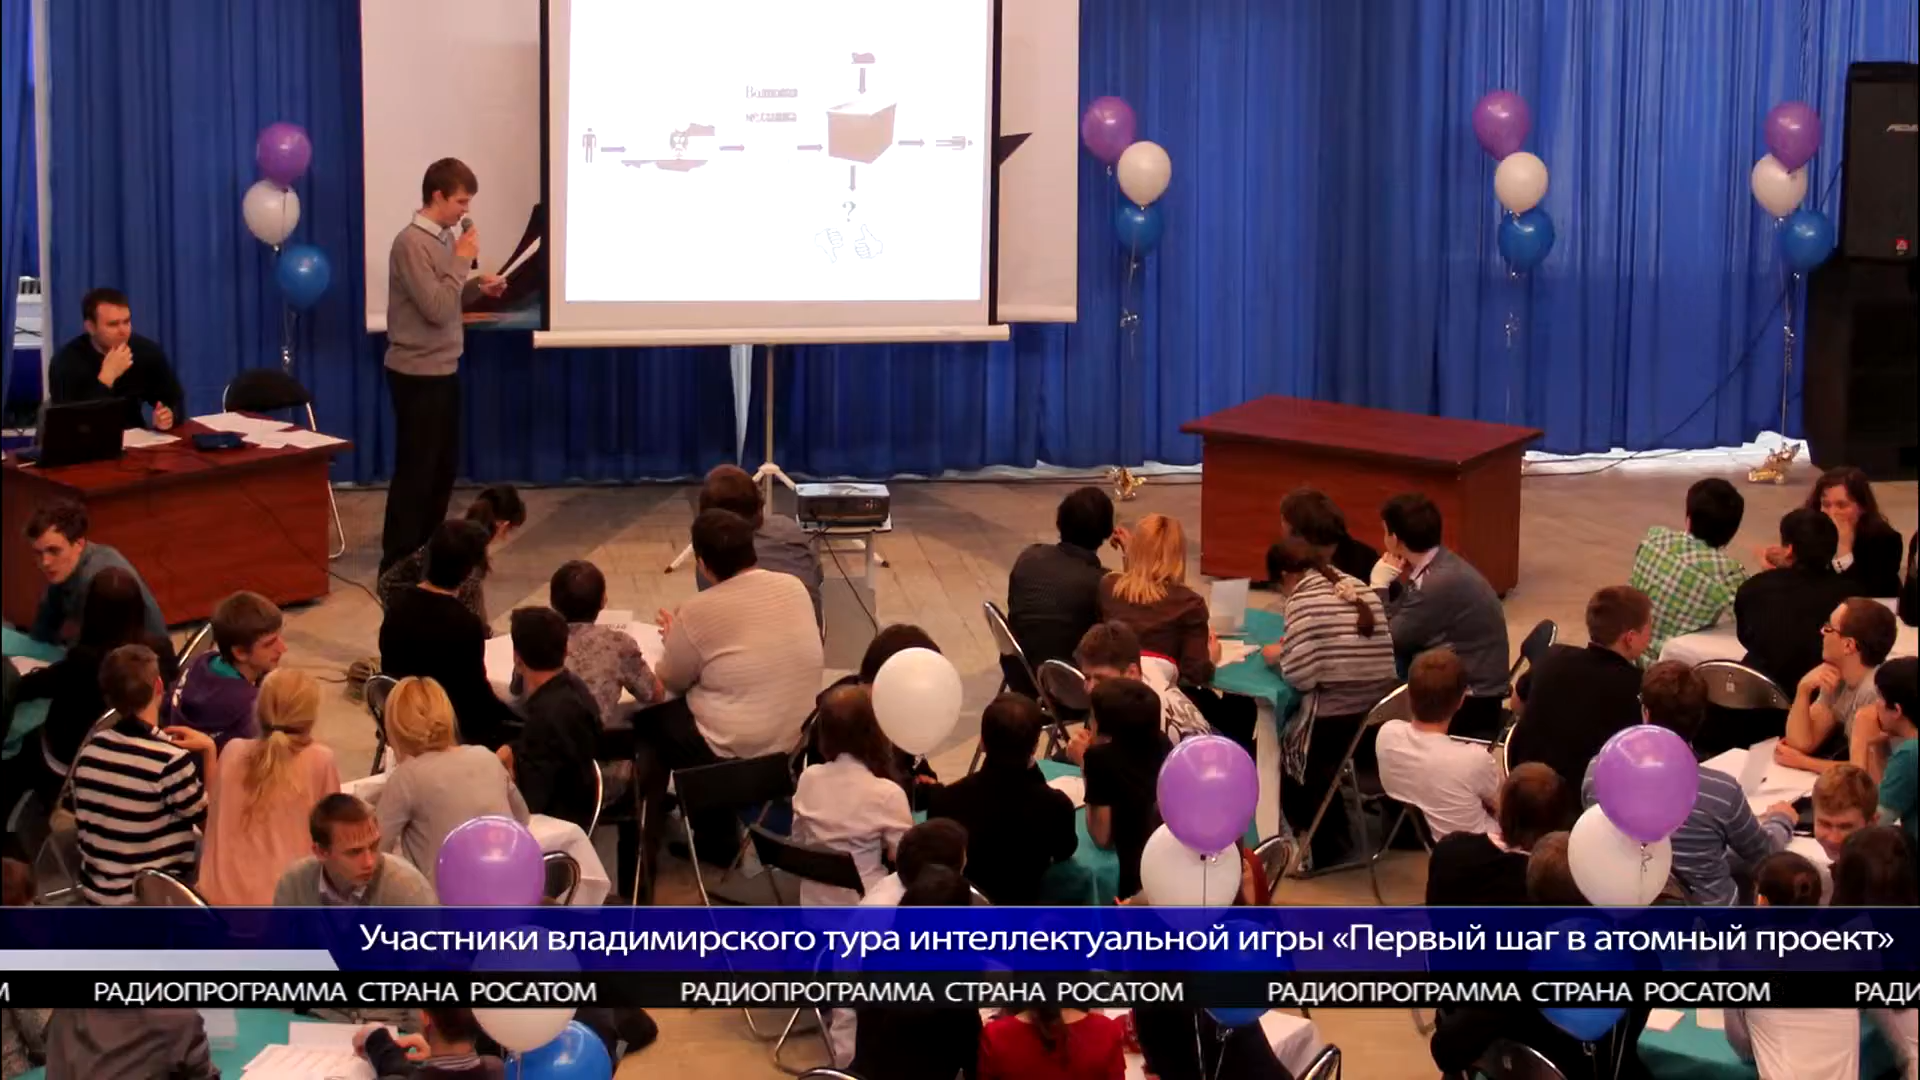 ?
Участники владимирского тура интеллектуальной игры «Первый шаг в атомный проект»
РАДИОПРОГРАММА СТРАНА РОСАТОМ РАДИОПРОГРАММА СТРАНА РОСАТОМ РАДИОПРОГРАММА СТРАНА РОСАТОМ